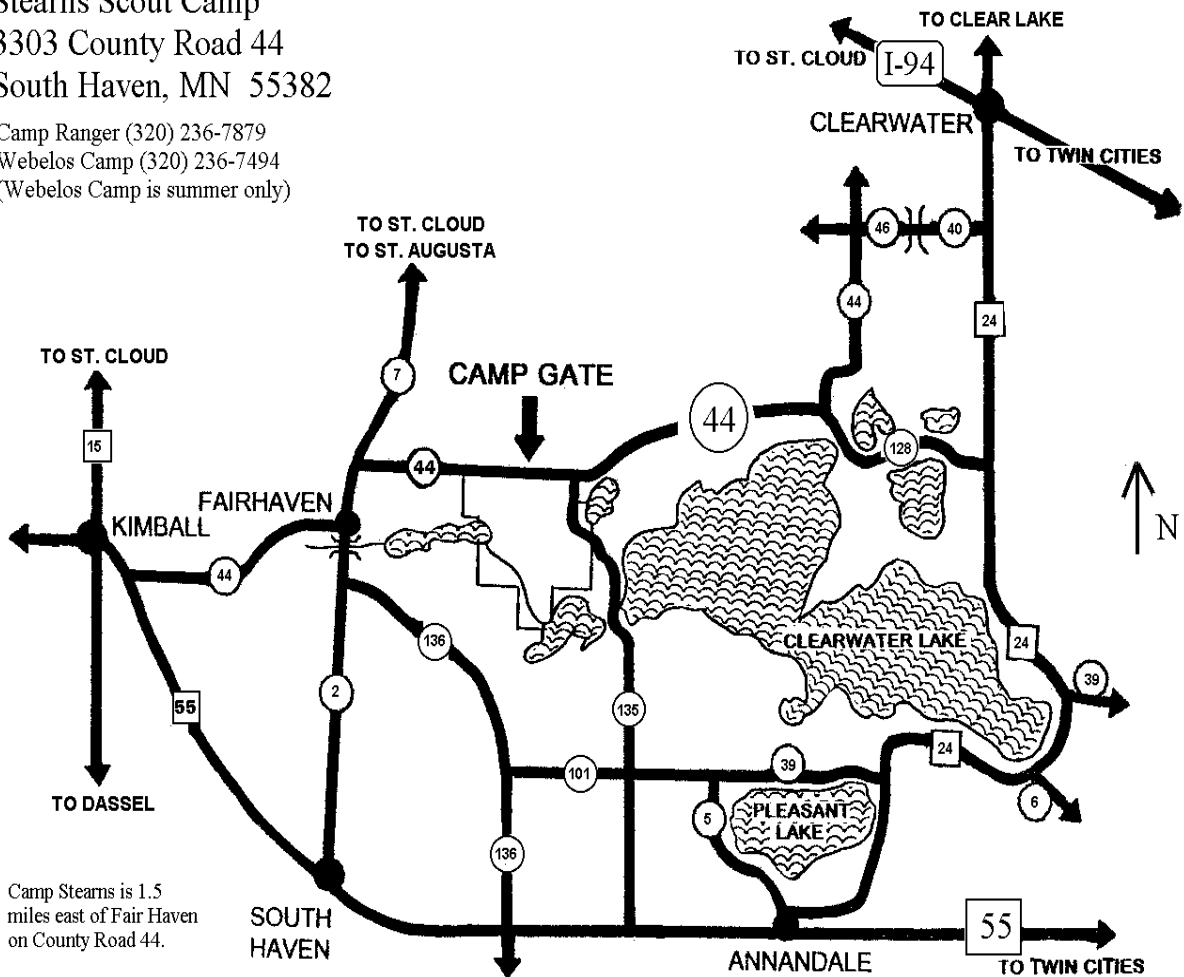 Stearns Scout Camp
3303 County Road 44
South Haven, MN 55382
Camp Ranger (320) 236-7879
Webelos Camp (320) 236-7494
(Webelos Camp is summer only)
TO CLEAR LAKE
TO ST. CLOUD
I-94
CLEARWATER
TO TWIN CITIES
46
40
44
24
TO ST. CLOUD
TO ST. AUGUSTA
7
CAMP GATE
44
44
128
TO ST. CLOUD
15
KIMBALL
FAIRHAVEN
44
N
136
2
55
135
CLEARWATER LAKE
24
39
TO DASSEL
101
39
24
6
5
PLEASANT
LAKE
136
Camp Stearns is 1.5
miles east of Fair Haven
on County Road 44.
SOUTH
HAVEN
ANNANDALE
55
TO TWIN CITIES